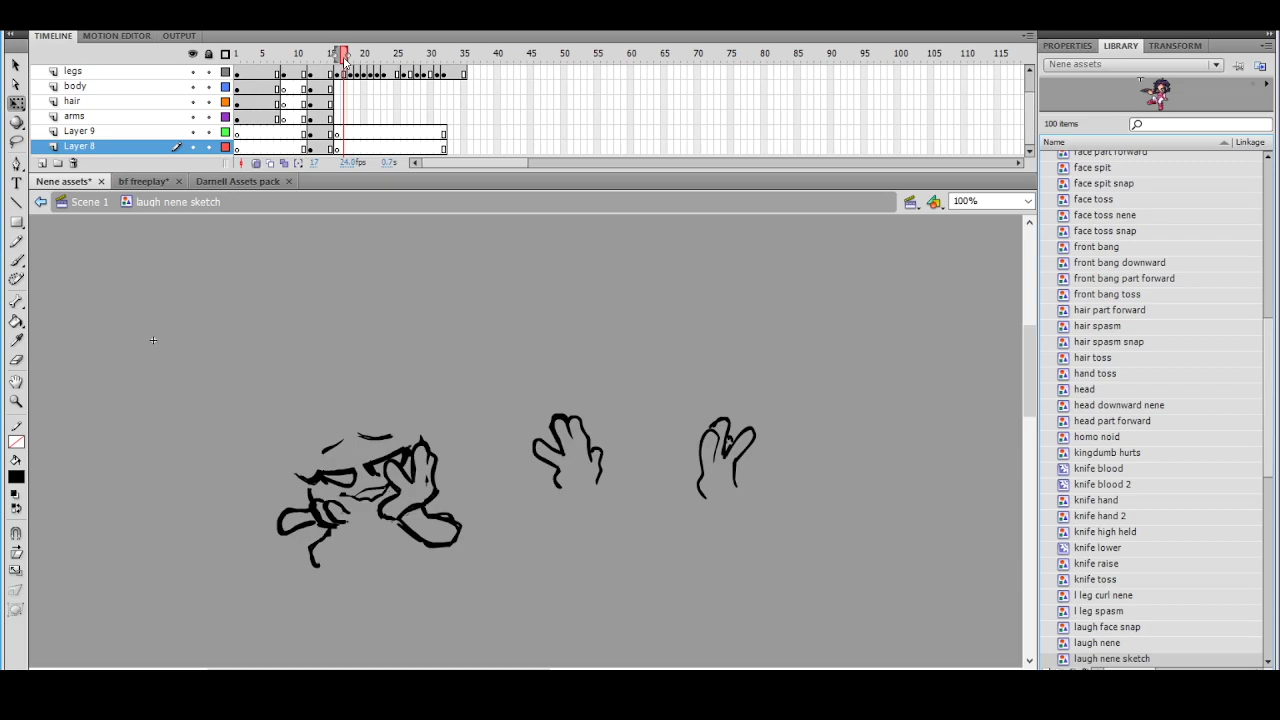 TIMELINE MOTION EDITOR OUTPUT
1 5 10 15 20 25 30 35 40 45 50 55 60 65 70 75 80 85 90 95 100 105 110 115
legs
body
hair
arms
Layer 9
Layer 8
17 24.0fps 0.7s
Nene assets* bf freeplay* Darnell Assets pack
Scene 1 laugh nene sketch 100%
PROPERTIES LIBRARY TRANSFORM
Nene assets
100 items
Name Linkage
face part forward
face spit
face spit snap
face toss
face toss nene
face toss snap
front bang
front bang downward
front bang part forward
front bang toss
hair part forward
hair spasm
hair spasm snap
hair toss
hand toss
head
head downward nene
head part forward
homo noid
kingdumb hurts
knife blood
knife blood 2
knife hand
knife hand 2
knife high held
knife lower
knife raise
knife toss
l leg curl nene
l leg spasm
laugh face snap
laugh nene
laugh nene sketch